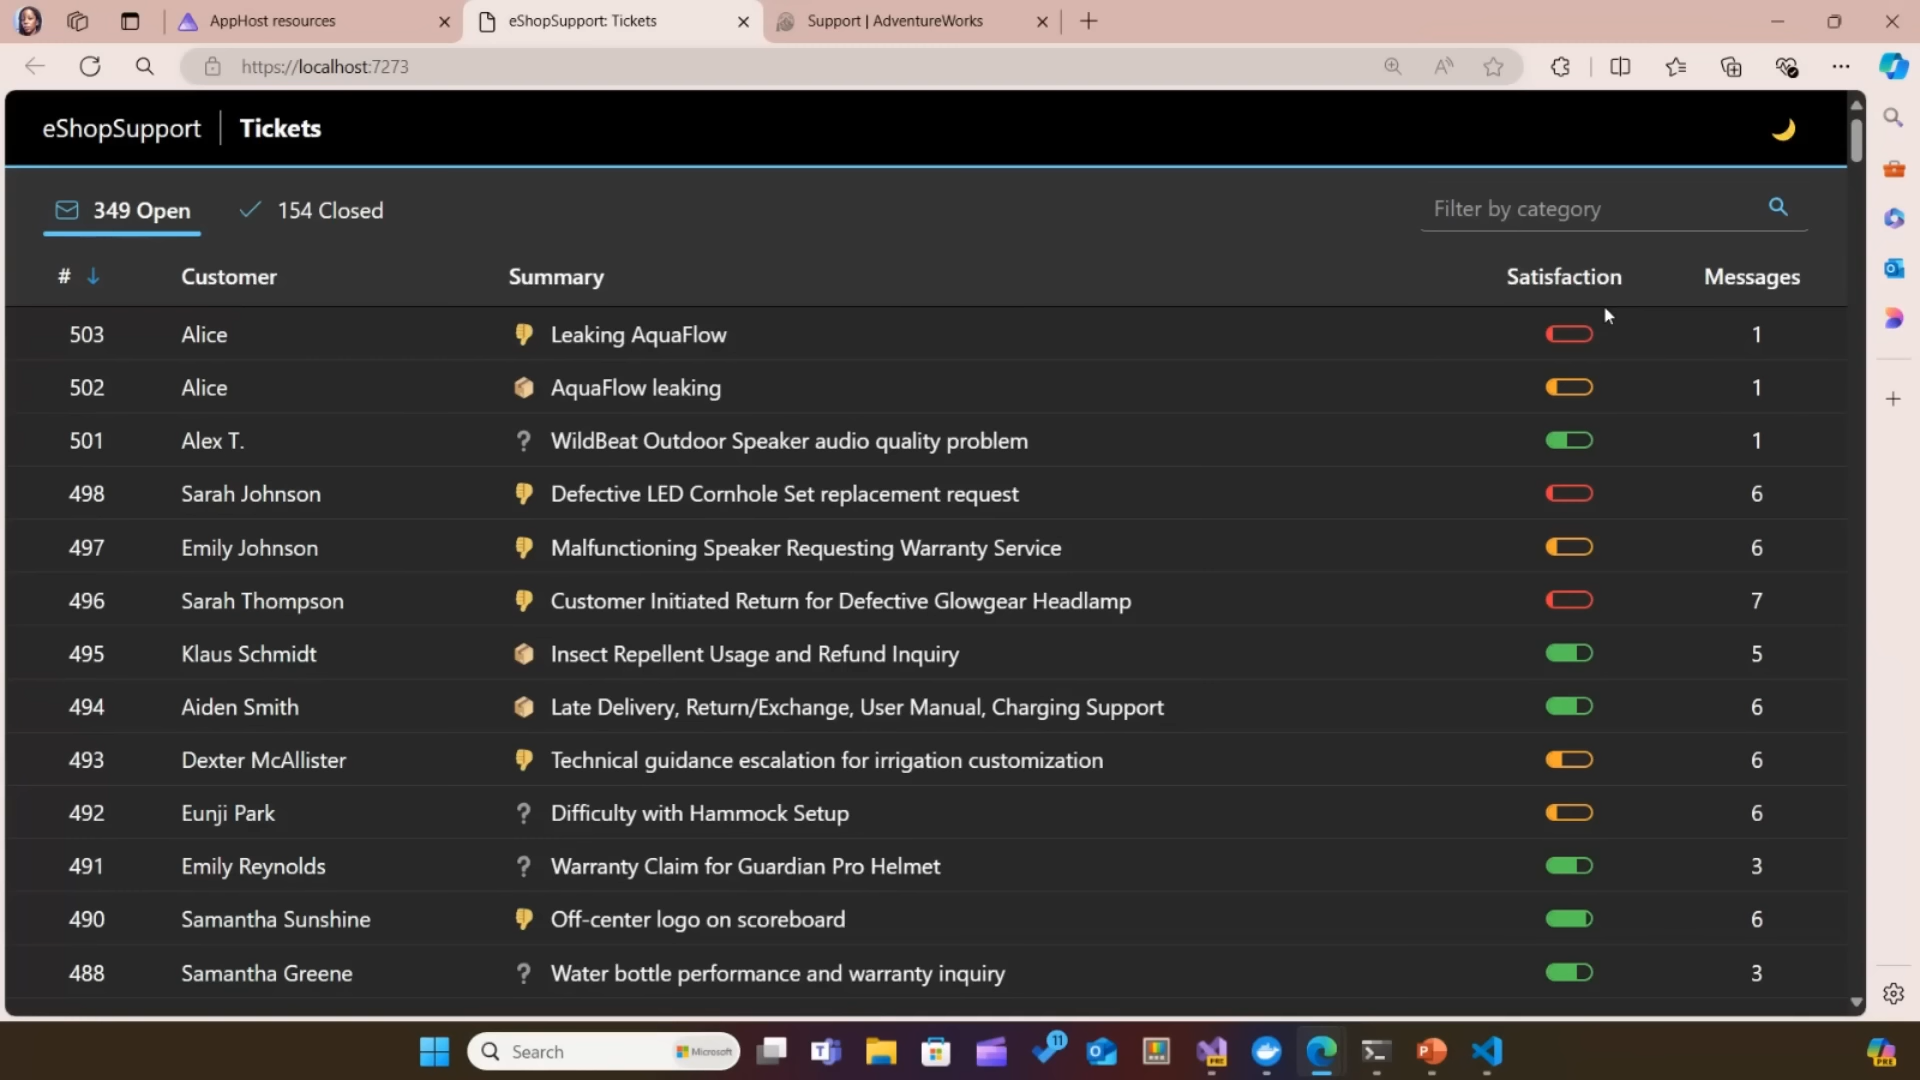 AppHost resources
eShopSupport: Tickets
Support | AdventureWorks
https://localhost:7273
eShopSupport
Tickets
349 Open
154 Closed
Filter by category
# Customer Summary Satisfaction Messages
503 Alice Leaking AquaFlow 1
502 Alice AquaFlow leaking 1
501 Alex T. ? WildBeat Outdoor Speaker audio quality problem 1
498 Sarah Johnson Defective LED Cornhole Set replacement request 6
497 Emily Johnson Malfunctioning Speaker Requesting Warranty Service 6
496 Sarah Thompson Customer Initiated Return for Defective Glowgear Headlamp 7
495 Klaus Schmidt Insect Repellent Usage and Refund Inquiry 5
494 Aiden Smith Late Delivery, Return/Exchange, User Manual, Charging Support 6
493 Dexter McAllister Technical guidance escalation for irrigation customization 6
492 Eunji Park ? Difficulty with Hammock Setup 6
491 Emily Reynolds ? Warranty Claim for Guardian Pro Helmet 3
490 Samantha Sunshine Off-center logo on scoreboard 6
488 Samantha Greene ? Water bottle performance and warranty inquiry 3
Search
Microsoft
11
PRE
PRE